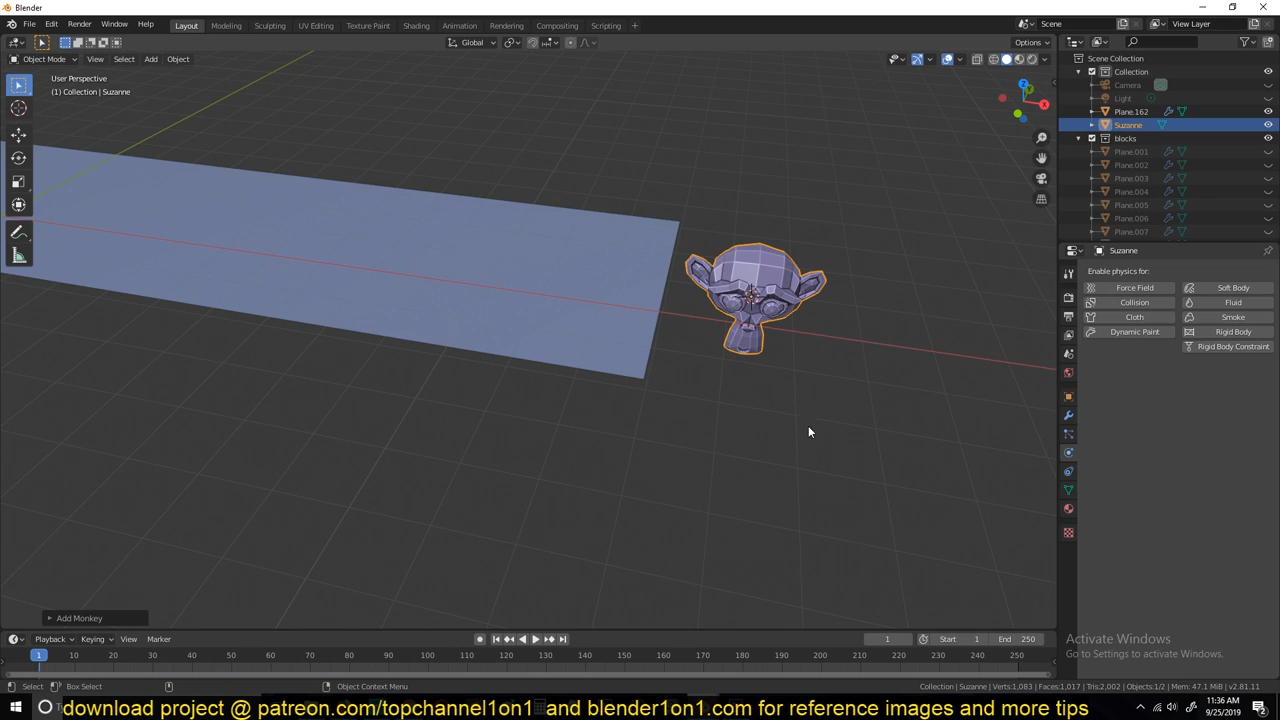 Blender
File Edit Render Window Help Layout Modeling Sculpting UV Editing Texture Paint Shading Animation Rendering Compositing Scripting + Scene View Layer
Global Options
Object Mode View Select Add Object
User Perspective
(1) Collection | Suzanne
Z
Y
X
Scene Collection
Collection
Camera
Light
Plane.162
Suzanne
blocks
Plane.001
Plane.002
Plane.003
Plane.004
Plane.005
Plane.006
Plane.007
Suzanne
Enable physics for:
Force Field Soft Body
Collision Fluid
Cloth Smoke
Dynamic Paint Rigid Body
Rigid Body Constraint
Add Monkey
Playback Keying View Marker 1 Start 1 End 250
1 10 20 30 40 50 60 70 80 90 100 110 120 130 140 150 160 170 180 190 200 210 220 230 240 250
Activate Windows
Go to Settings to activate Windows.
Select Box Select Object Context Menu Collection | Suzanne | Verts:1,083 | Faces:1,017 | Tris:2,002 | Objects:1/2 | Mem: 47.1 MiB | v2.81.11
download project @ patreon.com/topchannel1on1 and blender1on1.com for reference images and more tips
11:36 AM
9/25/2019
2